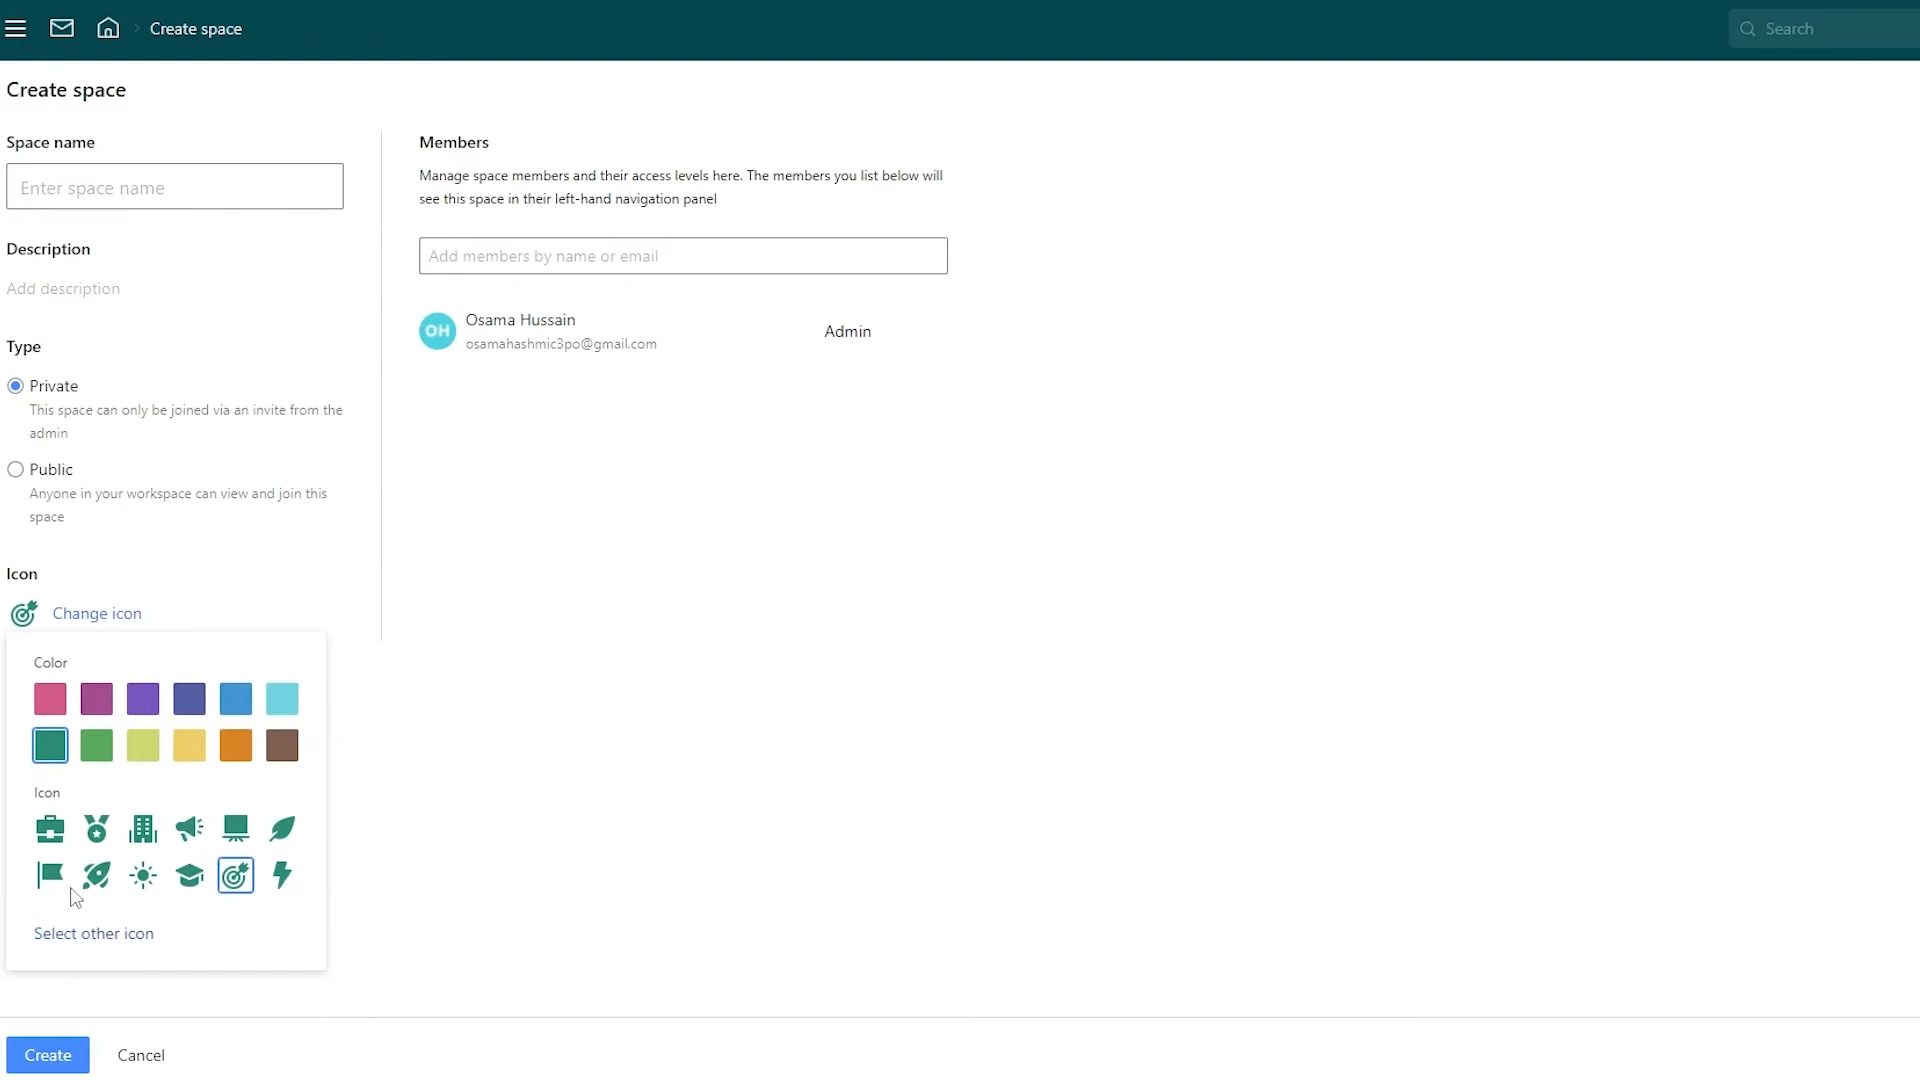 Create space
Search
Create space
Space name
Enter space name
Description
Add description
Type
Private
This space can only be joined via an invite from the
admin
Public
Anyone in your workspace can view and join this
space
Icon
Change icon
Color
Icon
Select other icon
Members
Manage space members and their access levels here. The members you list below will
see this space in their left-hand navigation panel
Add members by name or email
OH
Osama Hussain
osamahashmic3po@gmail.com
Admin
Create
Cancel